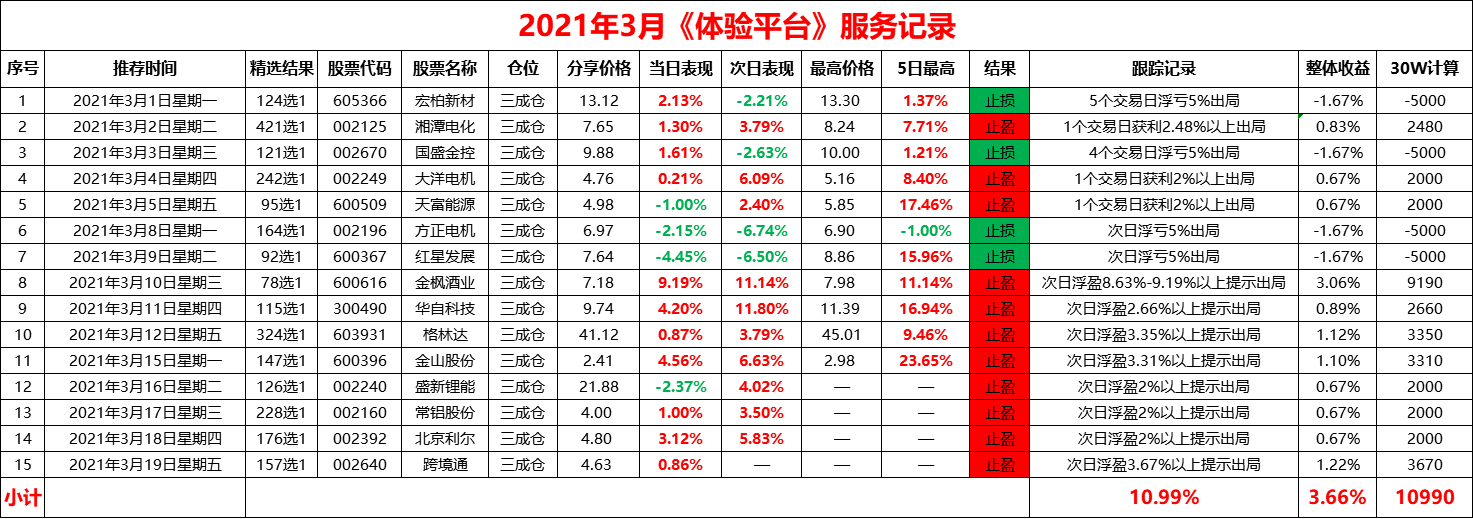 2021年3月《体验平台》服务记录
序号 推荐时间 精选结果 股票代码 股票名称 仓位 分享价格 当日表现 次日表现 最高价格 5日最高 结果 跟踪记录 整体收益 30W计算
1 2021年3月1日星期一 124选1 605366 宏柏新材 三成仓 13.12 2.13% -2.21% 13.30 1.37% 止损 5个交易日浮亏5%出局 -1.67% -5000
2 2021年3月2日星期二 421选1 002125 湘潭电化 三成仓 7.65 1.30% 3.79% 8.24 7.71% 止盈 1个交易日获利2.48%以上出局 0.83% 2480
3 2021年3月3日星期三 121选1 002670 国盛金控 三成仓 9.88 1.61% -2.63% 10.00 1.21% 止损 4个交易日浮亏5%出局 -1.67% -5000
4 2021年3月4日星期四 242选1 002249 大洋电机 三成仓 4.76 0.21% 6.09% 5.16 8.40% 止盈 1个交易日获利2%以上出局 0.67% 2000
5 2021年3月5日星期五 95选1 600509 天富能源 三成仓 4.98 -1.00% 2.40% 5.85 17.46% 止盈 1个交易日获利2%以上出局 0.67% 2000
6 2021年3月8日星期一 164选1 002196 方正电机 三成仓 6.97 -2.15% -6.74% 6.90 -1.00% 止损 次日浮亏5%出局 -1.67% -5000
7 2021年3月9日星期二 92选1 600367 红星发展 三成仓 7.64 -4.45% -6.50% 8.86 15.96% 止损 次日浮亏5%出局 -1.67% -5000
8 2021年3月10日星期三 78选1 600616 金枫酒业 三成仓 7.18 9.19% 11.14% 7.98 11.14% 止盈 次日浮盈8.63%-9.19%以上提示出局 3.06% 9190
9 2021年3月11日星期四 115选1 300490 华自科技 三成仓 9.74 4.20% 11.80% 11.39 16.94% 止盈 次日浮盈2.66%以上提示出局 0.89% 2660
10 2021年3月12日星期五 324选1 603931 格林达 三成仓 41.12 0.87% 3.79% 45.01 9.46% 止盈 次日浮盈3.35%以上提示出局 1.12% 3350
11 2021年3月15日星期一 147选1 600396 金山股份 三成仓 2.41 4.56% 6.63% 2.98 23.65% 止盈 次日浮盈3.31%以上提示出局 1.10% 3310
12 2021年3月16日星期二 126选1 002240 盛新锂能 三成仓 21.88 -2.37% 4.02% — — 止盈 次日浮盈2%以上提示出局 0.67% 2000
13 2021年3月17日星期三 228选1 002160 常铝股份 三成仓 4.00 1.00% 3.50% — — 止盈 次日浮盈2%以上提示出局 0.67% 2000
14 2021年3月18日星期四 176选1 002392 北京利尔 三成仓 4.80 3.12% 5.83% — — 止盈 次日浮盈2%以上提示出局 0.67% 2000
15 2021年3月19日星期五 157选1 002640 跨境通 三成仓 4.63 0.86% — — — 止盈 次日浮盈3.67%以上提示出局 1.22% 3670
小计 10.99% 3.66% 10990